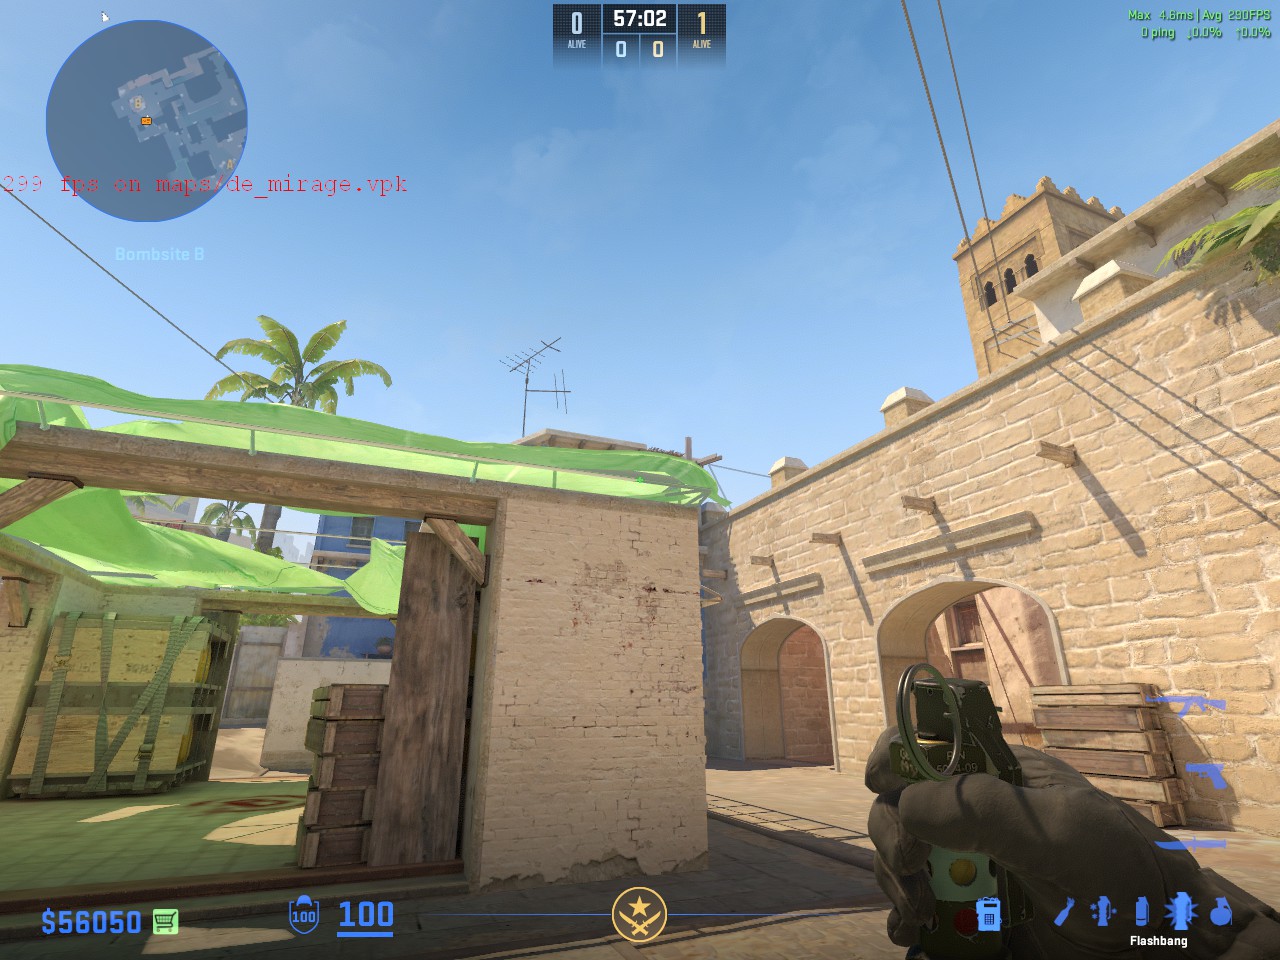 0
ALIVE
57:02
0
0
1
ALIVE
Max 4.6ms | Avg 290FPS
0 ping ↓0.0% ↑0.0%
B
A
299 fps on maps/de_mirage.vpk
Bombsite B
$56050
100
100
Flashbang